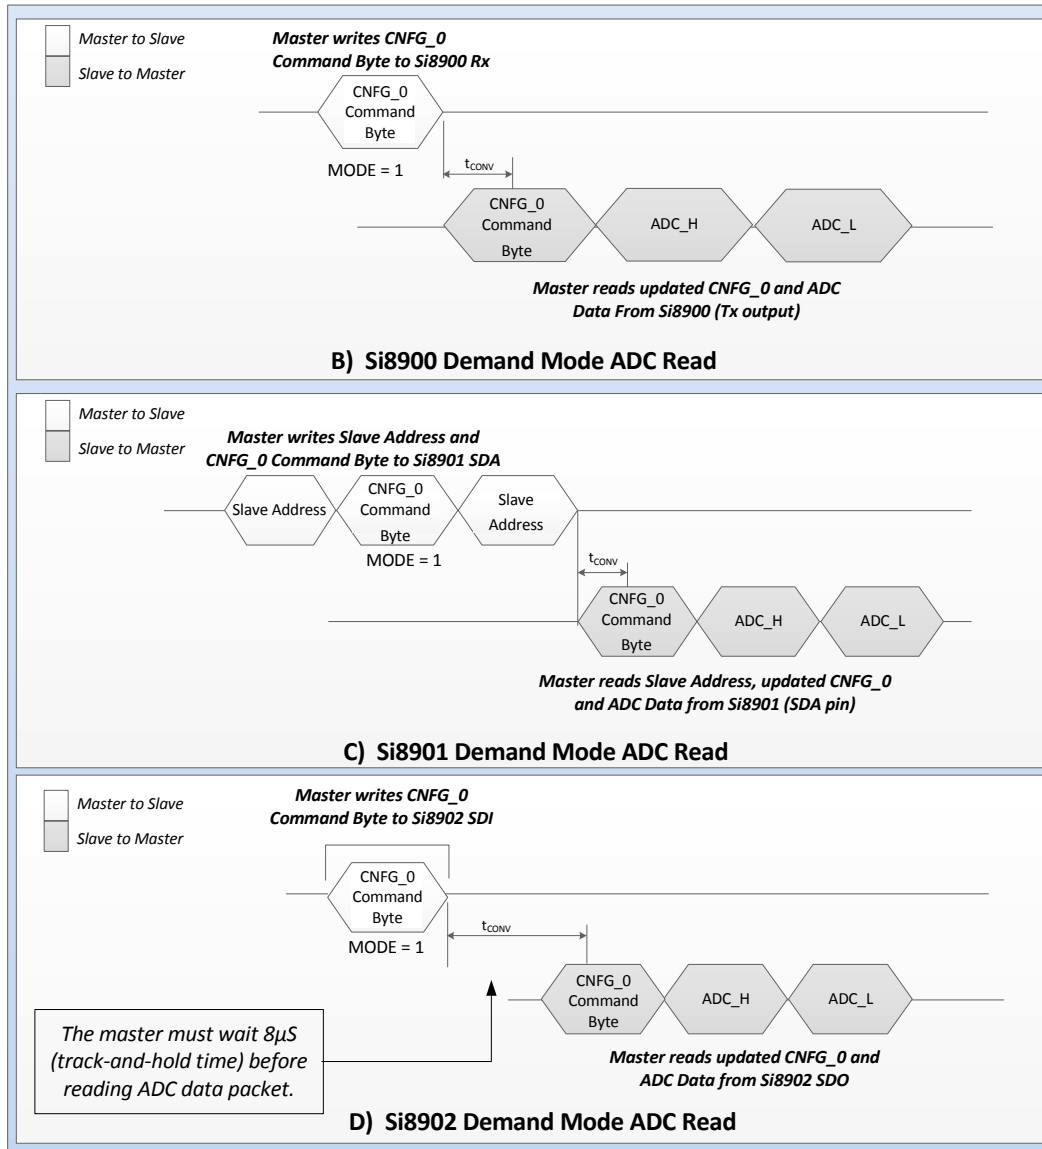 Master to Slave
Slave to Master
Master writes CNFG_0
Command Byte to Si8900 Rx
CNFG_0
Command
Byte
MODE = 1
tCONV
CNFG_0
Command
Byte
ADC_H
ADC_L
Master reads updated CNFG_0 and ADC
Data From Si8900 (Tx output)
B) Si8900 Demand Mode ADC Read
Master to Slave
Slave to Master
Master writes Slave Address and
CNFG_0 Command Byte to Si8901 SDA
Slave Address
CNFG_0
Command
Byte
Slave
Address
MODE = 1
tCONV
CNFG_0
Command
Byte
ADC_H
ADC_L
Master reads Slave Address, updated CNFG_0
and ADC Data from Si8901 (SDA pin)
C) Si8901 Demand Mode ADC Read
Master to Slave
Slave to Master
Master writes CNFG_0
Command Byte to Si8902 SDI
CNFG_0
Command
Byte
MODE = 1
tCONV
CNFG_0
Command
Byte
ADC_H
ADC_L
The master must wait 8µS
(track-and-hold time) before
reading ADC data packet.
Master reads updated CNFG_0 and
ADC Data from Si8902 SDO
D) Si8902 Demand Mode ADC Read